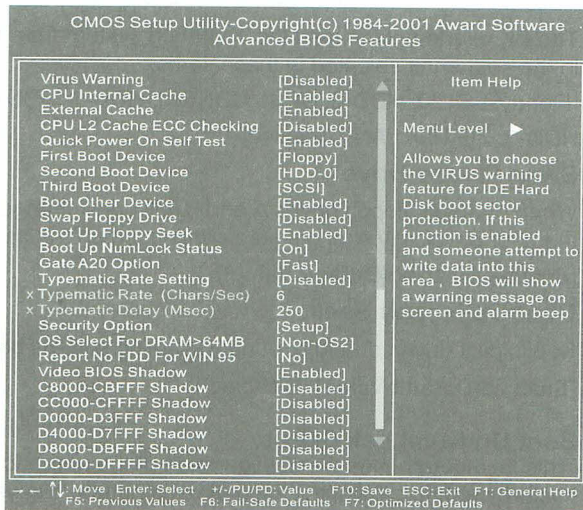 CMOS Setup Utility-Copyright(c) 1984-2001 Award Software
Advanced BIOS Features
Virus Warning [Disabled]
CPU Internal Cache [Enabled]
External Cache [Enabled]
CPU L2 Cache ECC Checking [Disabled]
Quick Power On Self Test [Enabled]
First Boot Device [Floppy]
Second Boot Device [HDD-0]
Third Boot Device [SCSI]
Boot Other Device [Enabled]
Swap Floppy Drive [Disabled]
Boot Up Floppy Seek [Enabled]
Boot Up NumLock Status [On]
Gate A20 Option [Fast]
Typematic Rate Setting [Disabled]
x Typematic Rate (Chars/Sec) 6
x Typematic Delay (Msec) 250
Security Option [Setup]
OS Select For DRAM>64MB [Non-OS2]
Report No FDD For WIN 95 [No]
Video BIOS Shadow [Enabled]
C8000-CBFFF Shadow [Disabled]
CC000-CFFFF Shadow [Disabled]
D0000-D3FFF Shadow [Disabled]
D4000-D7FFF Shadow [Disabled]
D8000-DBFFF Shadow [Disabled]
DC000-DFFFF Shadow [Disabled]
Item Help
Menu Level ▶
Allows you to choose
the VIRUS warning
feature for IDE Hard
Disk boot sector
protection. If this
function is enabled
and someone attempt to
write data into this
area , BIOS will show
a warning message on
screen and alarm beep
→ ← ↑↓: Move Enter: Select +/-/PU/PD: Value F10: Save ESC: Exit F1: General Help
F5: Previous Values F6: Fail-Safe Defaults F7: Optimized Defaults